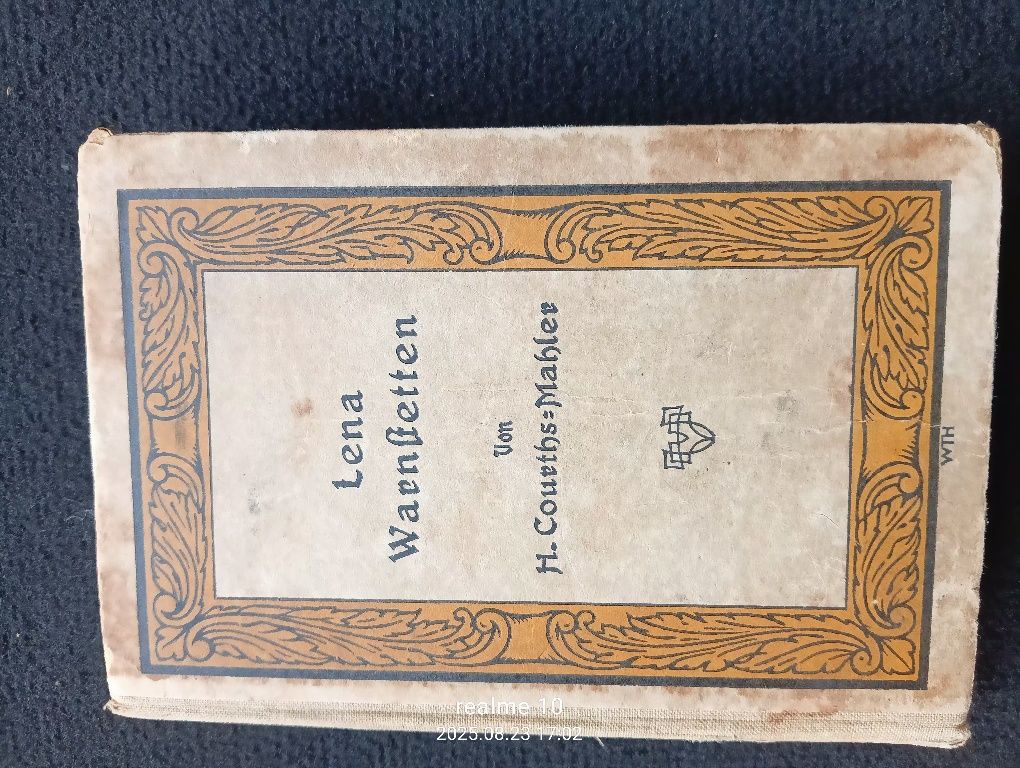 Lena
Warnstetten
Von
H. Courths=Mahler
WTH
realme 10
2025.08.23 17:02